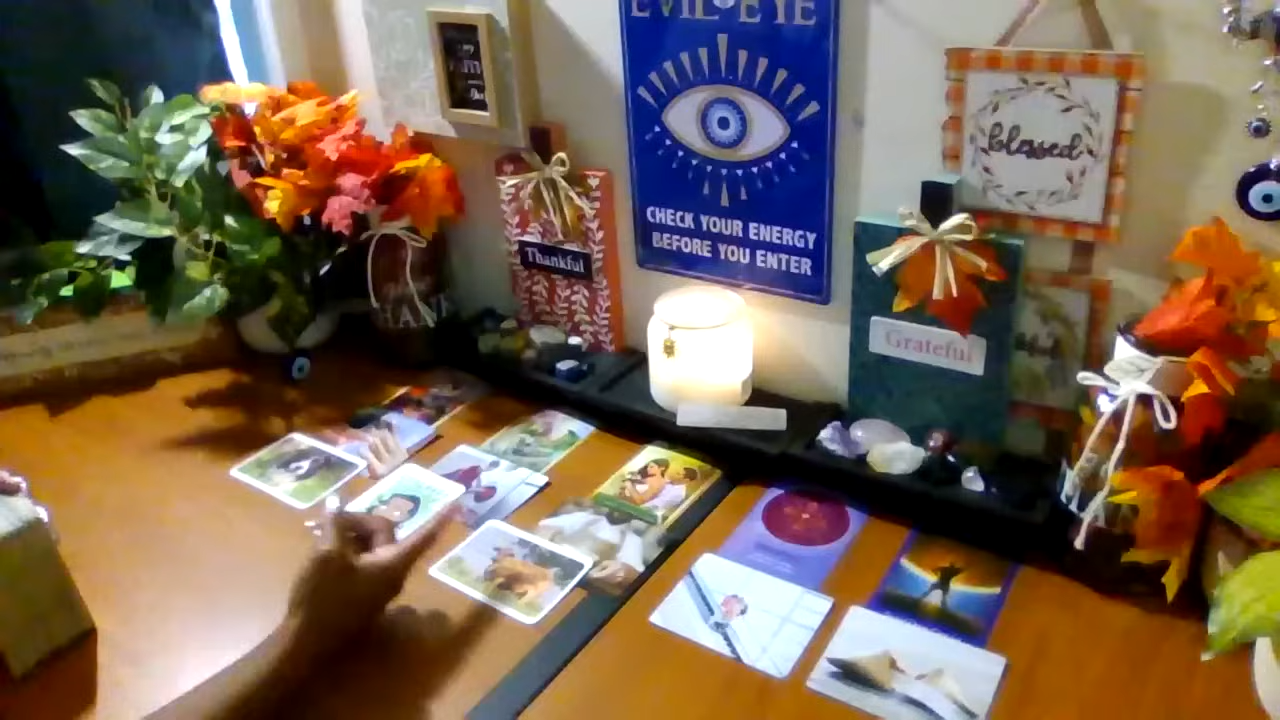 EVIL EYE
CHECK YOUR ENERGY
BEFORE YOU ENTER
blessed
Thankful
Grateful